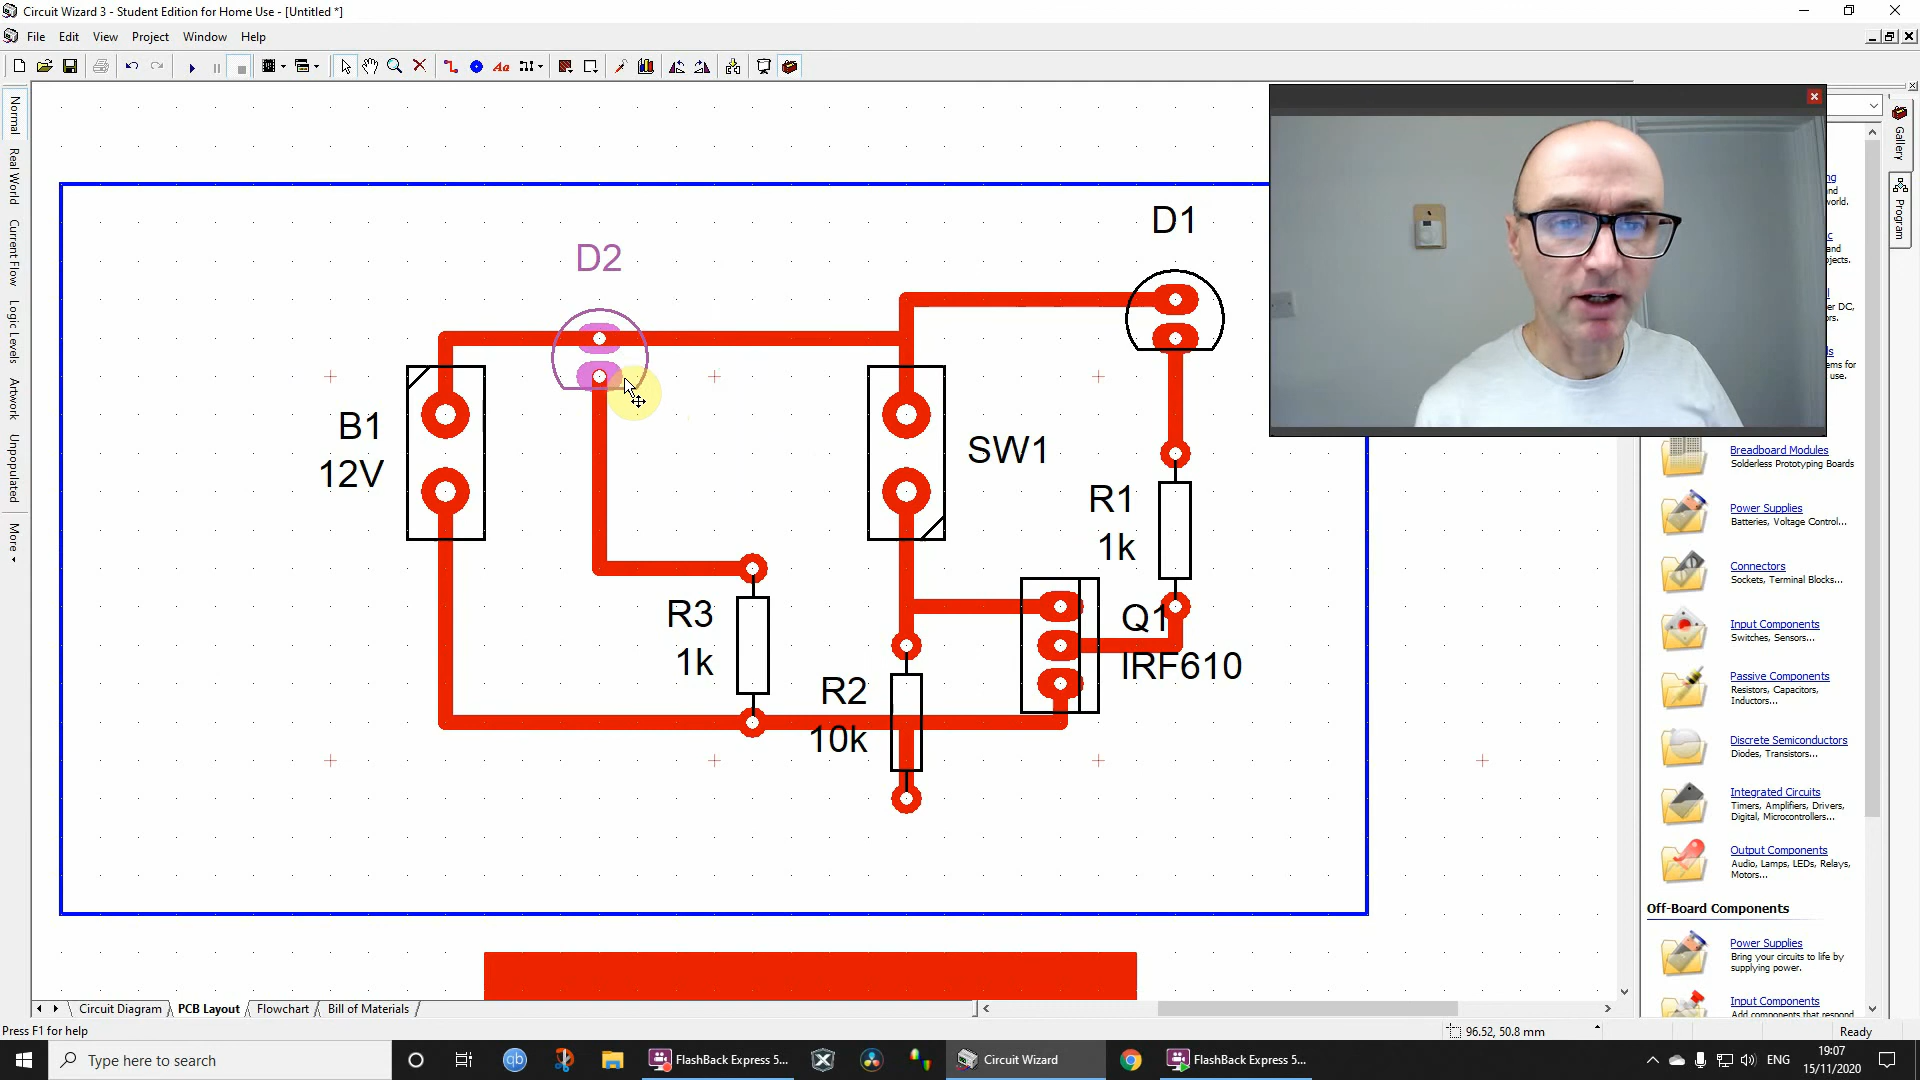 Circuit Wizard 3 - Student Edition for Home Use - [Untitled *]
File Edit View Project Window Help
Aa
Normal
Real World
Current Flow
Logic Levels
Artwork
Unpopulated
More
Gallery
Program
D2
D1
B1
12V
SW1
R1
1k
R3
1k
Q1
IRF610
R2
10k
Breadboard Modules
Solderless Prototyping Boards
Power Supplies
Batteries, Voltage Control...
Connectors
Sockets, Terminal Blocks...
Input Components
Switches, Sensors...
Passive Components
Resistors, Capacitors,
Inductors...
Discrete Semiconductors
Diodes, Transistors...
Integrated Circuits
Timers, Amplifiers, Drivers,
Digital, Microcontrollers...
Output Components
Audio, Lamps, LEDs, Relays,
Motors...
Off-Board Components
Power Supplies
Bring your circuits to life by
supplying power.
Input Components
Add components that respond
Circuit Diagram PCB Layout Flowchart Bill of Materials
Press F1 for help
96.52, 50.8 mm
Ready
Type here to search
qb
FlashBack Express 5...
Circuit Wizard
FlashBack Express 5...
ENG
19:07
15/11/2020